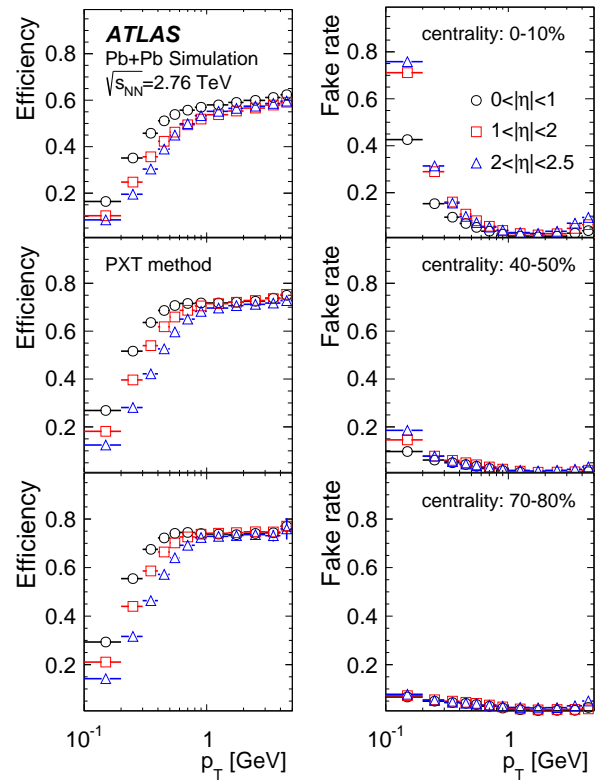 Efficiency
0.8
0.6
0.4
0.2
ATLAS
Pb+Pb Simulation
√s_NN=2.76 TeV
Fake rate
0.8
0.6
0.4
0.2
centrality: 0-10%
0<|η|<1
1<|η|<2
2<|η|<2.5
Efficiency
0.8
0.6
0.4
0.2
PXT method
Fake rate
0.8
0.6
0.4
0.2
centrality: 40-50%
Efficiency
0.8
0.6
0.4
0.2
10⁻¹
1
p_T [GeV]
Fake rate
0.8
0.6
0.4
0.2
centrality: 70-80%
10⁻¹
1
p_T [GeV]